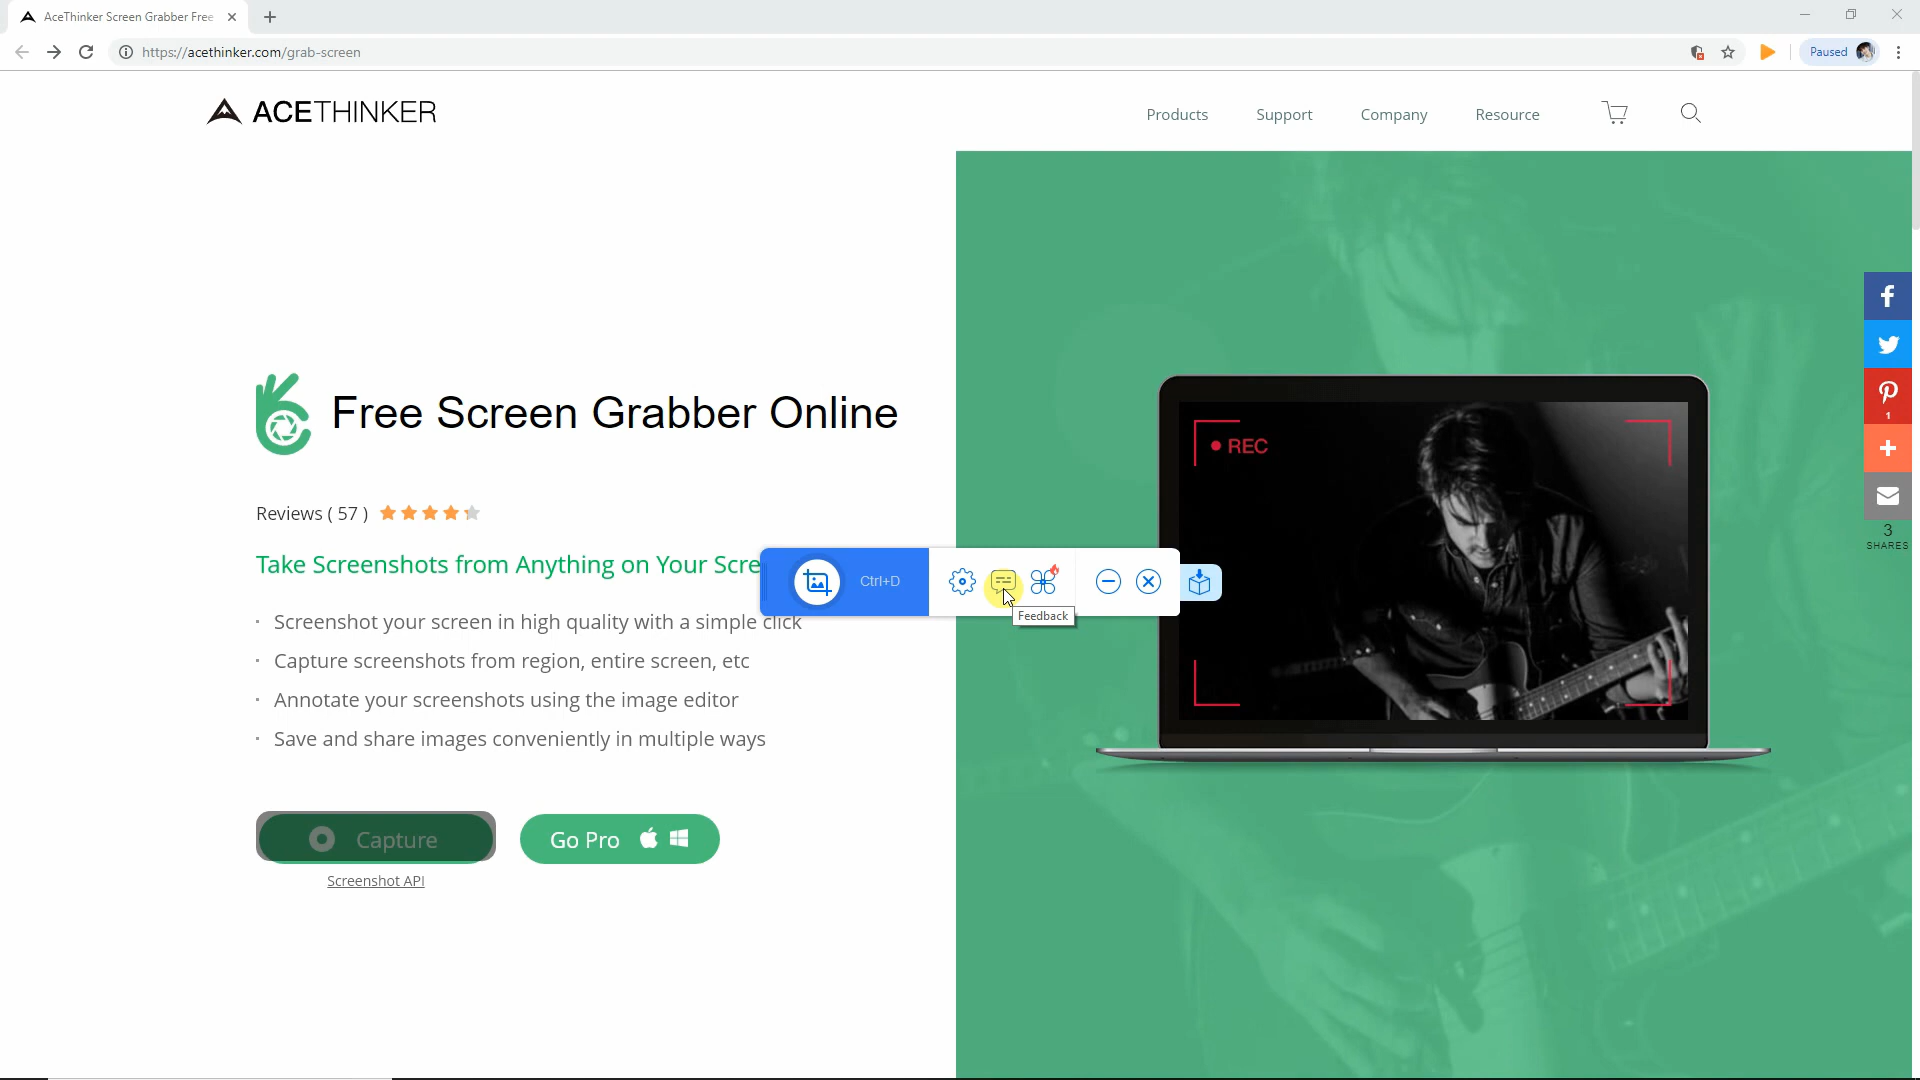 AceThinker Screen Grabber Free
https://acethinker.com/grab-screen
Paused
ACETHINKER
Products
Support
Company
Resource
Free Screen Grabber Online
REC
Reviews ( 57 )
Take Screenshots from Anything on Your Scre
Ctrl+D
Feedback
· Screenshot your screen in high quality with a simple click
· Capture screenshots from region, entire screen, etc
· Annotate your screenshots using the image editor
· Save and share images conveniently in multiple ways
Capture
Go Pro
Screenshot API
1
3
SHARES